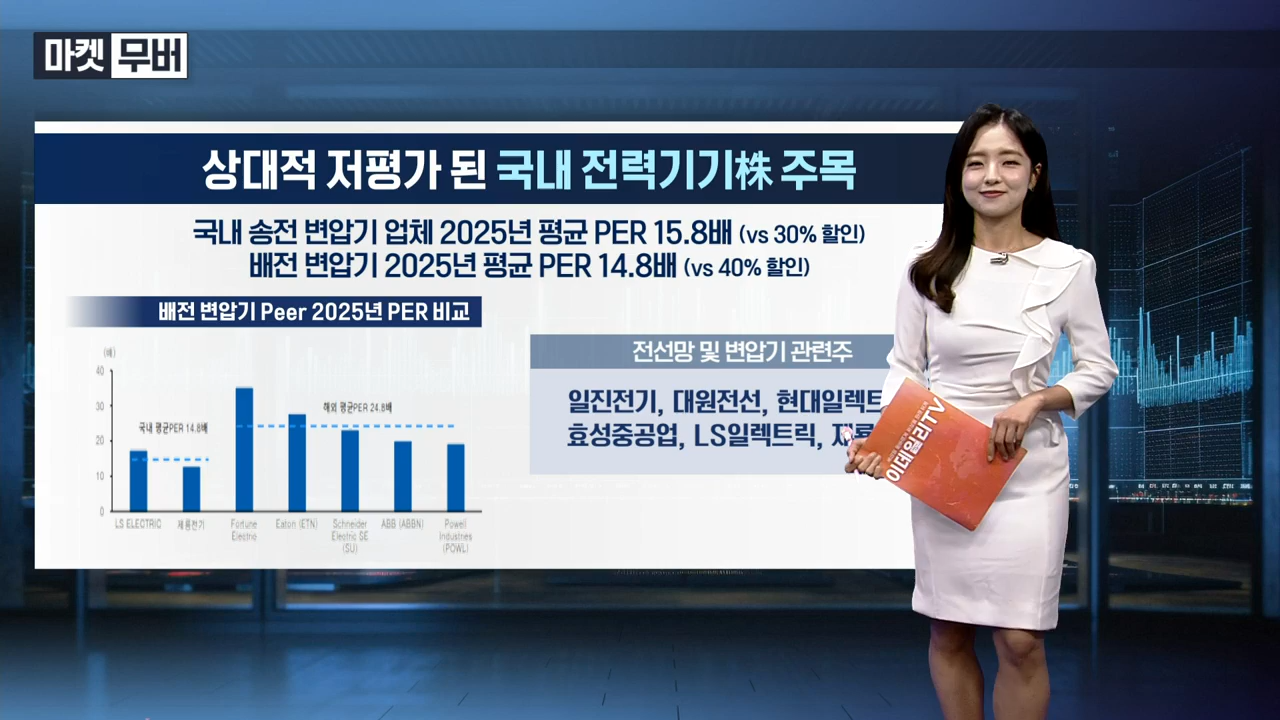 마켓 무버
상대적 저평가 된 국내 전력기기株 주목
국내 송전 변압기 업체 2025년 평균 PER 15.8배 (vs 30% 할인)
배전 변압기 2025년 평균 PER 14.8배 (vs 40% 할인)
배전 변압기 Peer 2025년 PER 비교
(배)
40
30
20
10
0
국내 평균PER 14.8배
해외 평균PER 24.8배
LS ELECTRIC
제룡전기
Fortune
Electric
Eaton (ETN)
Schneider
Electric SE
(SU)
ABB (ABBN)
Powell
Industries
(POWL)
전선망 및 변압기 관련주
일진전기, 대원전선, 현대일렉트
효성중공업, LS일렉트릭, 제룡
이데일리TV